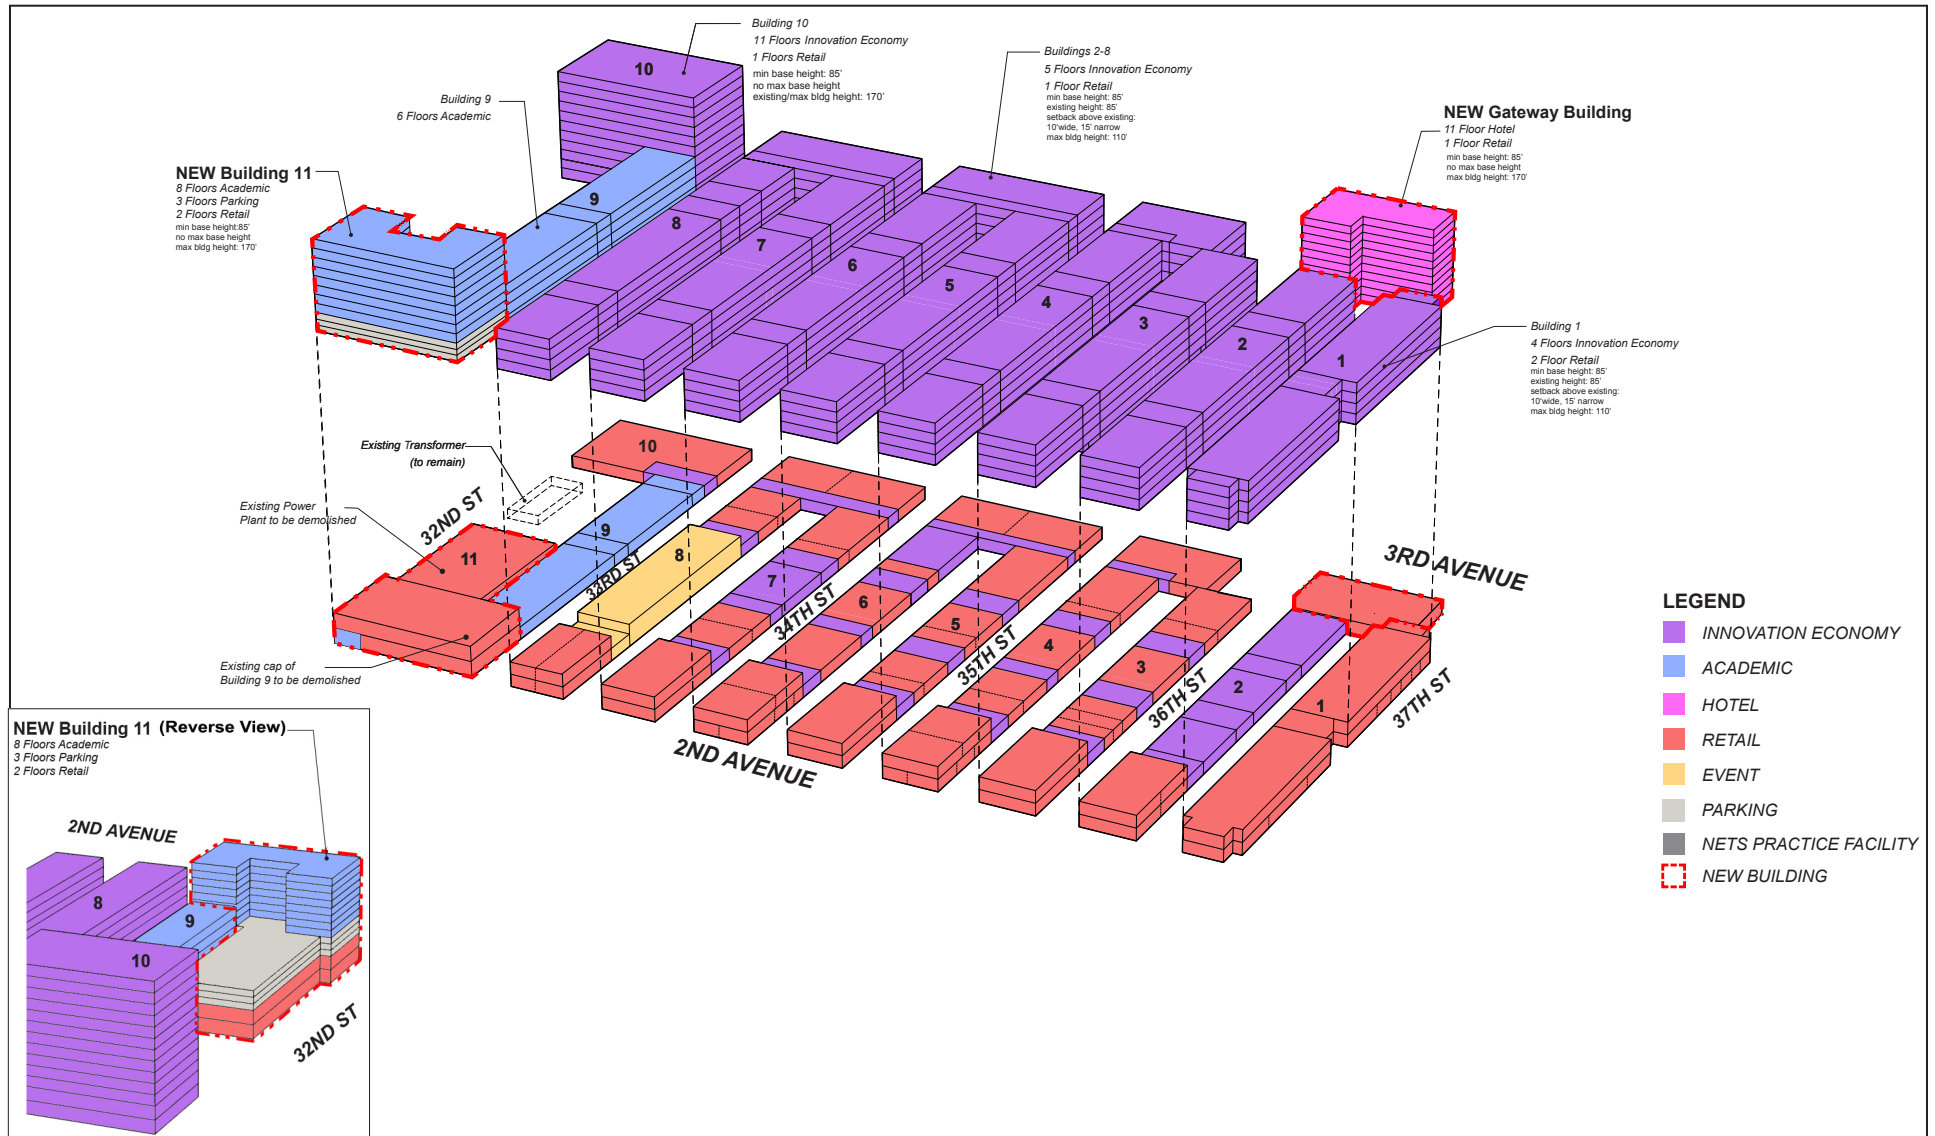 Building 10
11 Floors Innovation Economy
1 Floors Retail
min base height: 85'
no max base height
existing/max bldg height: 170'
Buildings 2-8
5 Floors Innovation Economy
1 Floor Retail
min base height: 85'
existing height: 85'
setback above existing:
10'wide, 15' narrow
max bldg height: 110'
Building 9
6 Floors Academic
NEW Gateway Building
11 Floor Hotel
1 Floor Retail
min base height: 85'
no max base height
max bldg height: 170'
NEW Building 11
8 Floors Academic
3 Floors Parking
2 Floors Retail
min base height:85'
no max base height
max bldg height: 170'
10
9
8
7
6
5
4
3
2
1
Building 1
4 Floors Innovation Economy
2 Floor Retail
min base height: 85'
existing height: 85'
setback above existing:
10'wide, 15' narrow
max bldg height: 110'
Existing Transformer
(to remain)
Existing Power
Plant to be demolished
Existing cap of
Building 9 to be demolished
32ND ST
33RD ST
34TH ST
35TH ST
36TH ST
37TH ST
2ND AVENUE
3RD AVENUE
10
11
9
8
7
6
5
4
3
2
1
LEGEND
INNOVATION ECONOMY
ACADEMIC
HOTEL
RETAIL
EVENT
PARKING
NETS PRACTICE FACILITY
NEW BUILDING
NEW Building 11 (Reverse View)
8 Floors Academic
3 Floors Parking
2 Floors Retail
2ND AVENUE
8
9
10
32ND ST